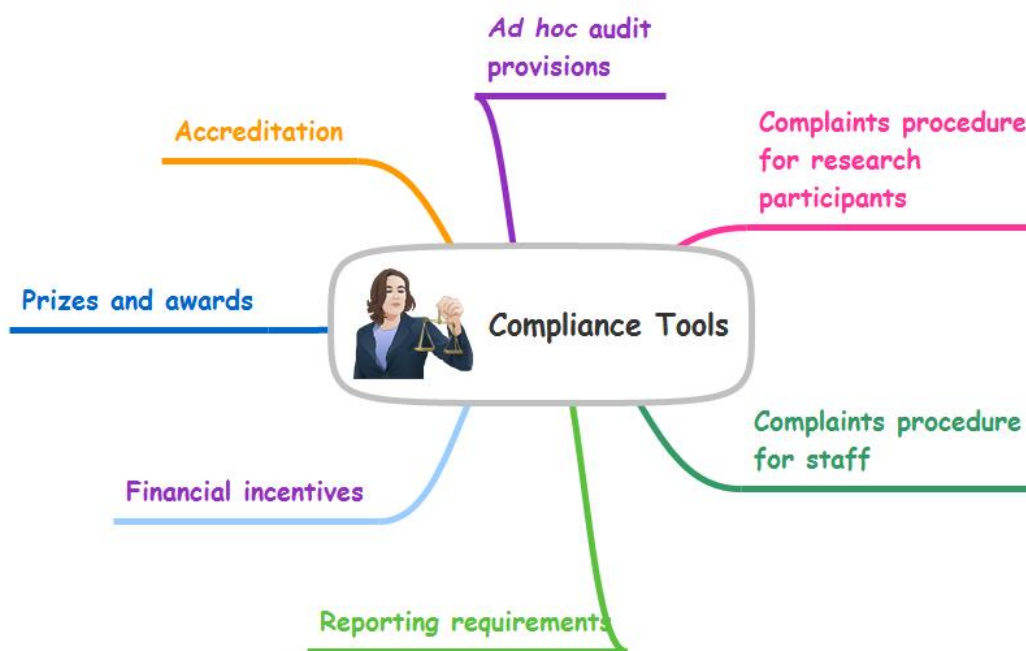 Ad hoc audit
provisions
Accreditation
Complaints procedure
for research
participants
Prizes and awards
Compliance Tools
Complaints procedure
for staff
Financial incentives
Reporting requirements